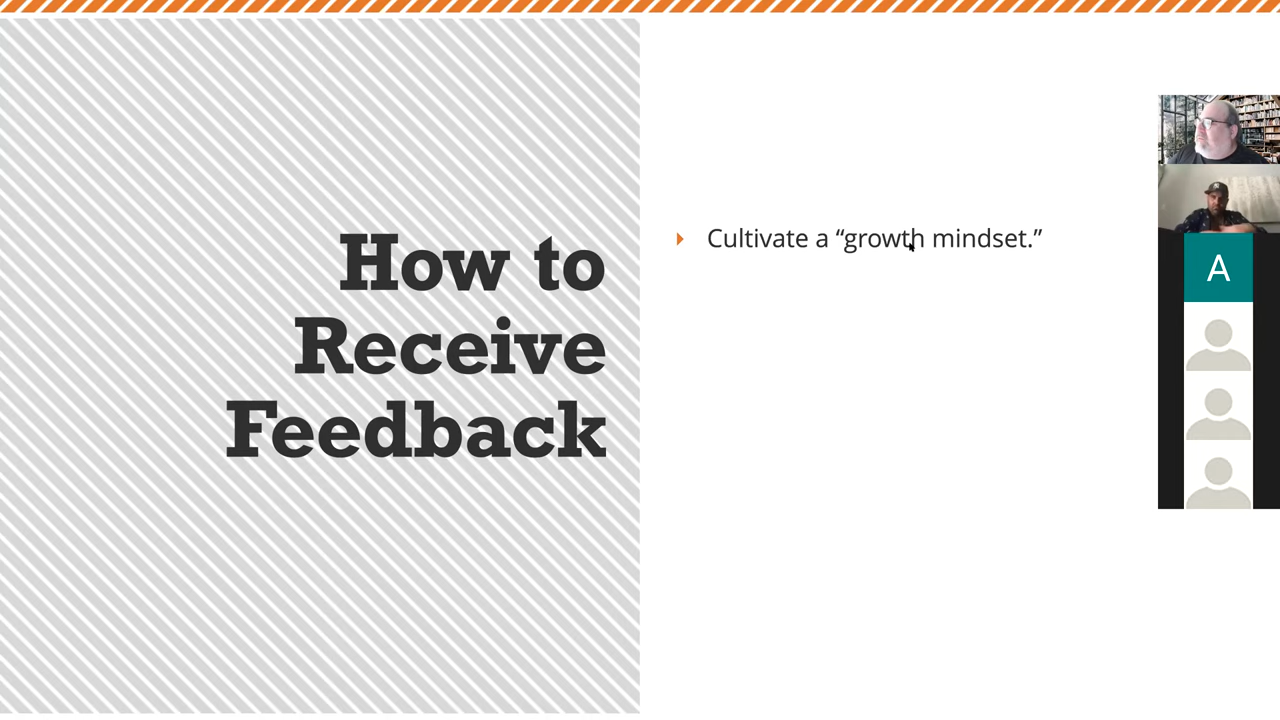 How to
Receive
Feedback
Cultivate a “growth mindset.”
A